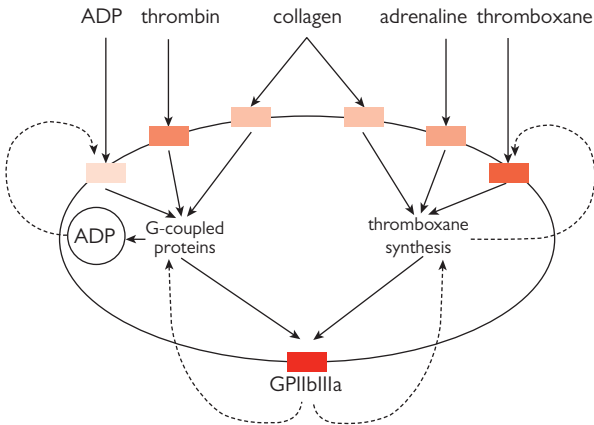 ADP thrombin collagen adrenaline thromboxane
G-coupled
proteins
thromboxane
synthesis
ADP
GPIIbIIIa